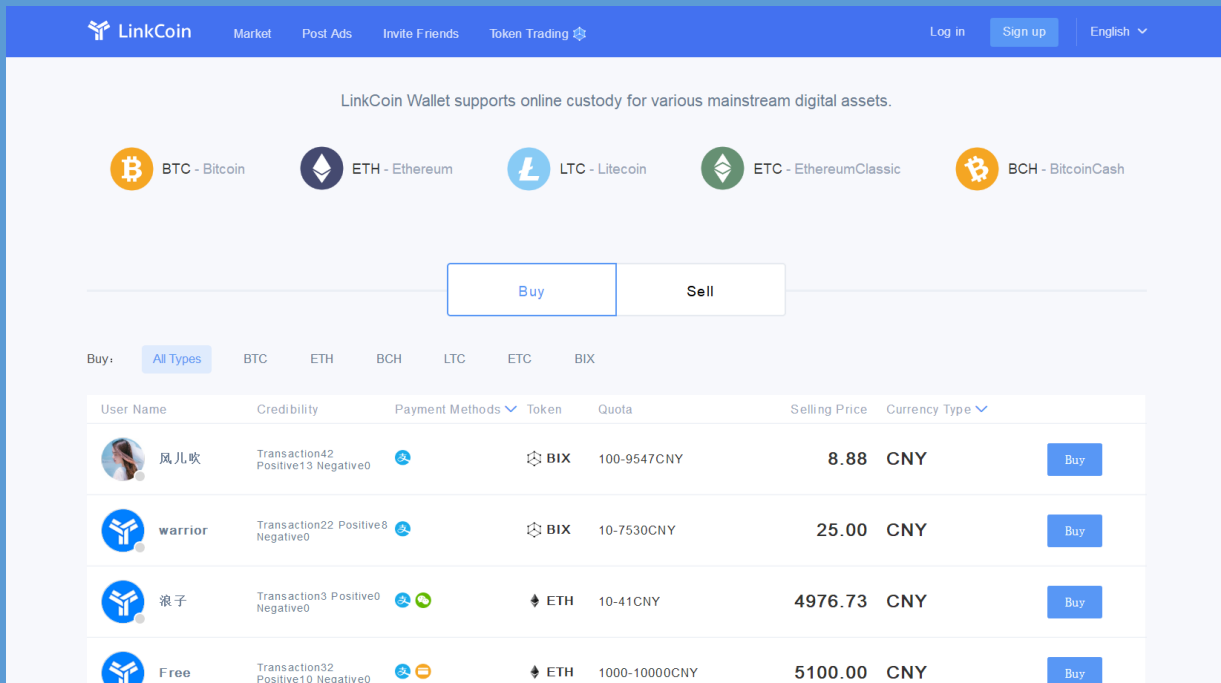 LinkCoin Market Post Ads Invite Friends Token Trading Log in Sign up English
LinkCoin Wallet supports online custody for various mainstream digital assets.
BTC - Bitcoin ETH - Ethereum LTC - Litecoin ETC - EthereumClassic BCH - BitcoinCash
Buy Sell
Buy: All Types BTC ETH BCH LTC ETC BIX
User Name Credibility Payment Methods Token Quota Selling Price Currency Type
风儿吹 Transaction42 Positive13 Negative0 支 BIX 100-9547CNY 8.88 CNY Buy
warrior Transaction22 Positive8 Negative0 支 BIX 10-7530CNY 25.00 CNY Buy
浪子 Transaction3 Positive0 Negative0 支 ETH 10-41CNY 4976.73 CNY Buy
Free Transaction32 Positive10 Negative0 支 ETH 1000-10000CNY 5100.00 CNY Buy